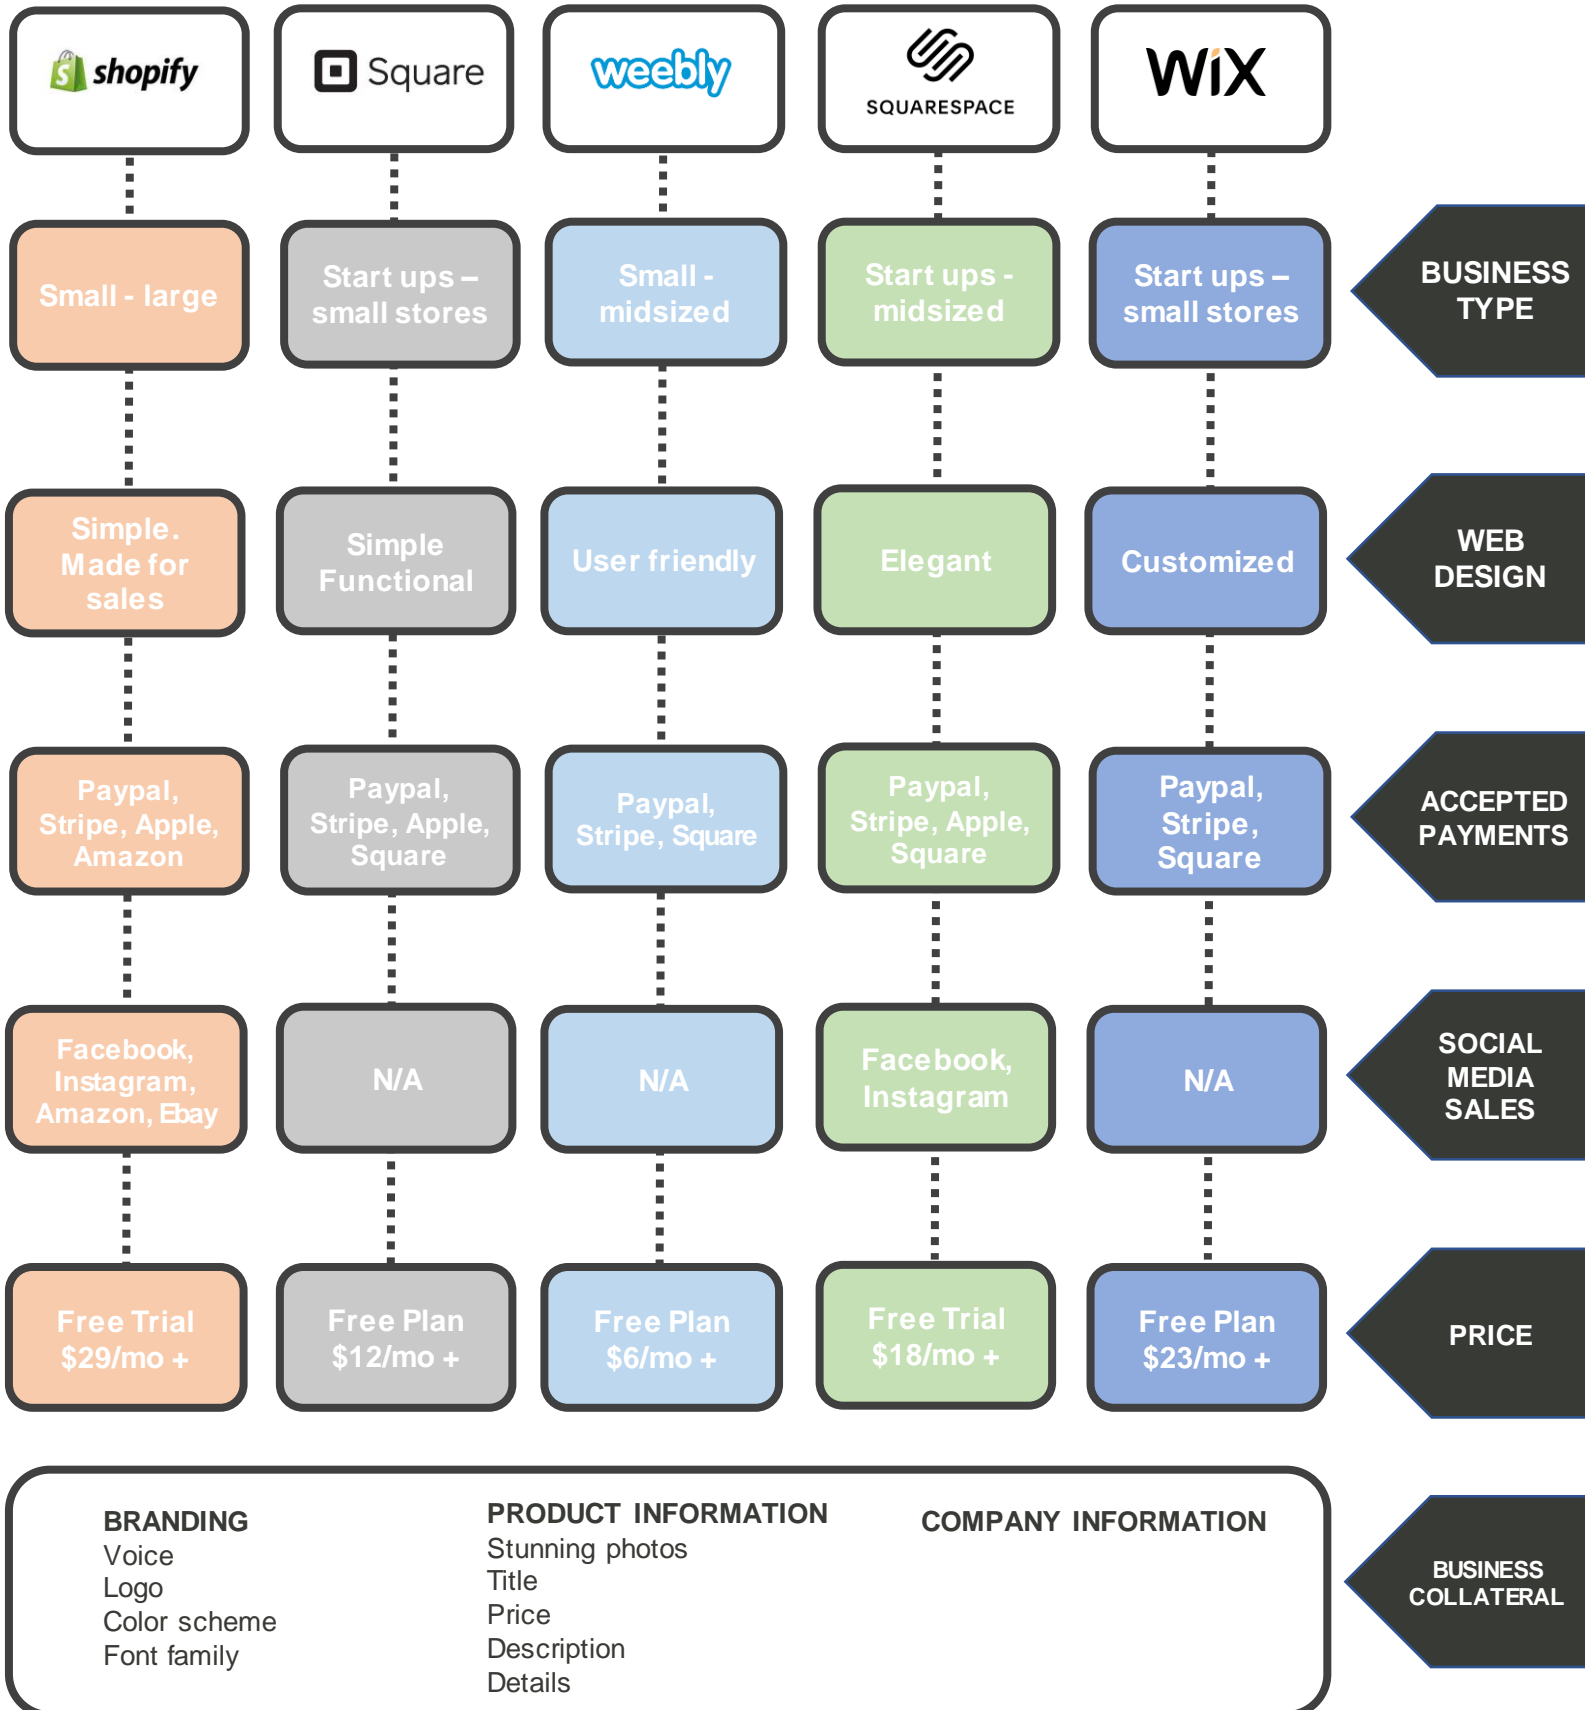 shopify
Square
weebly
SQUARESPACE
WiX
Small - large
Start ups –
small stores
Small -
midsized
Start ups -
midsized
Start ups –
small stores
BUSINESS
TYPE
Simple.
Made for
sales
Simple
Functional
User friendly
Elegant
Customized
WEB
DESIGN
Paypal,
Stripe, Apple,
Amazon
Paypal,
Stripe, Apple,
Square
Paypal,
Stripe, Square
Paypal,
Stripe, Apple,
Square
Paypal,
Stripe,
Square
ACCEPTED
PAYMENTS
Facebook,
Instagram,
Amazon, Ebay
N/A
N/A
Facebook,
Instagram
N/A
SOCIAL
MEDIA
SALES
Free Trial
$29/mo +
Free Plan
$12/mo +
Free Plan
$6/mo +
Free Trial
$18/mo +
Free Plan
$23/mo +
PRICE
BRANDING
Voice
Logo
Color scheme
Font family
PRODUCT INFORMATION
Stunning photos
Title
Price
Description
Details
COMPANY INFORMATION
BUSINESS
COLLATERAL